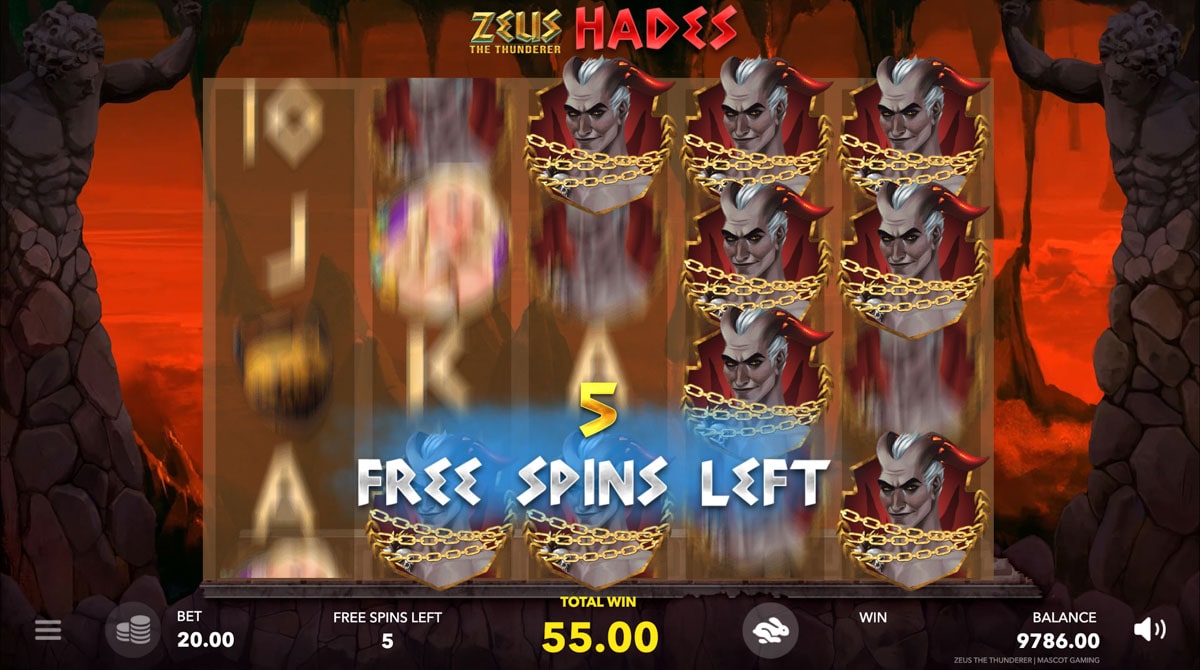 ZEUS
THE THUNDERER
HADES
10
J
K
A
A
5
FREE SPINS LEFT
BET
20.00
FREE SPINS LEFT
5
TOTAL WIN
55.00
WIN
BALANCE
9786.00
ZEUS THE THUNDERER | MASCOT GAMING